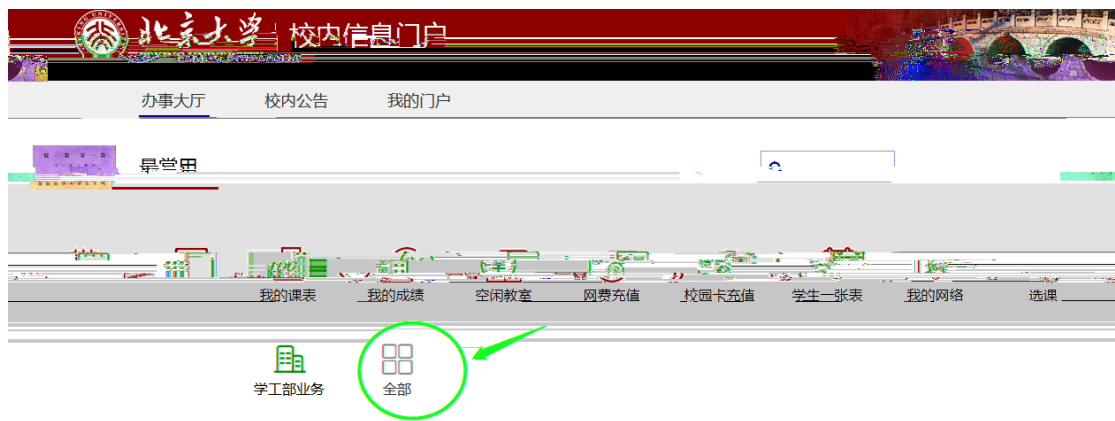 北京大学 校内信息门户
办事大厅 校内公告 我的门户
最常用
我的课表 我的成绩 空闲教室 网费充值 校园卡充值 学生一张表 我的网络 选课
学工部业务 全部